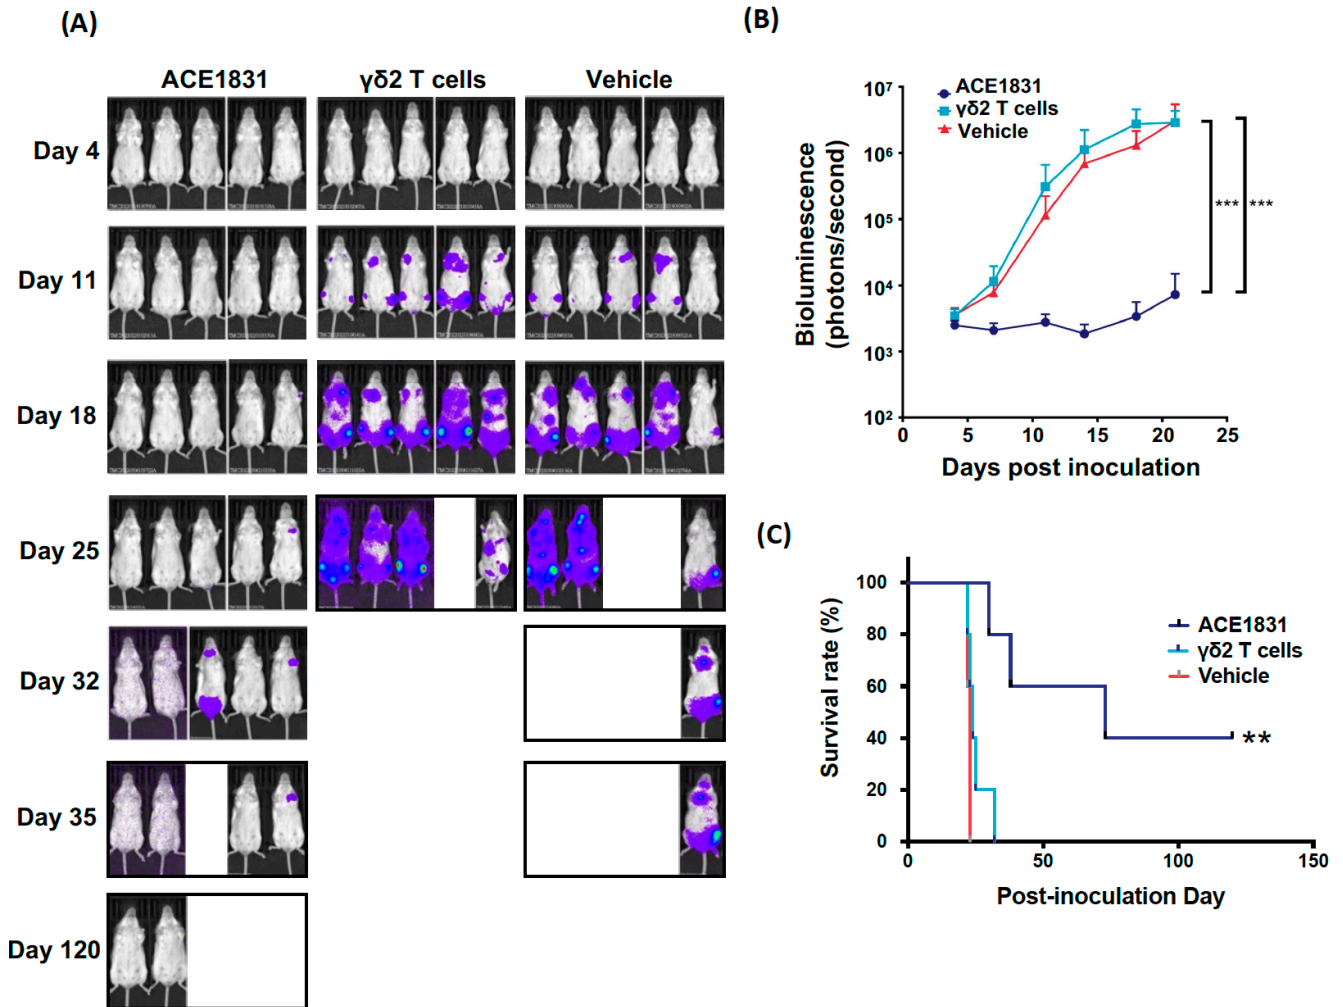 (A)
ACE1831 γδ2 T cells Vehicle
Day 4
Day 11
Day 18
Day 25
Day 32
Day 35
Day 120
(B)
ACE1831
γδ2 T cells
Vehicle
Bioluminescence
(photons/second)
10⁷
10⁶
10⁵
10⁴
10³
10²
*** ***
0 5 10 15 20 25
Days post inoculation
(C)
Survival rate (%)
100
80
60
40
20
0
ACE1831
γδ2 T cells
Vehicle
**
0 50 100 150
Post-inoculation Day